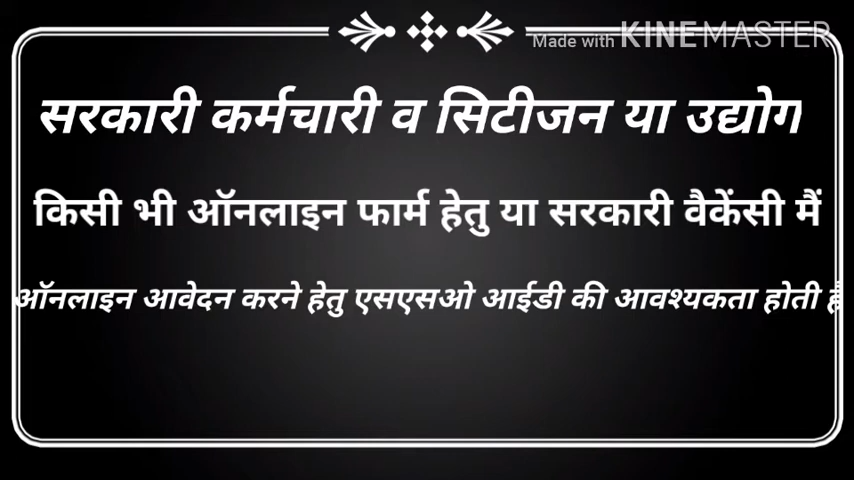 Made with KINEMASTER
सरकारी कर्मचारी व सिटीजन या उद्योग
किसी भी ऑनलाइन फार्म हेतु या सरकारी वैकेंसी मैं
ऑनलाइन आवेदन करने हेतु एसएसओ आईडी की आवश्यकता होती है